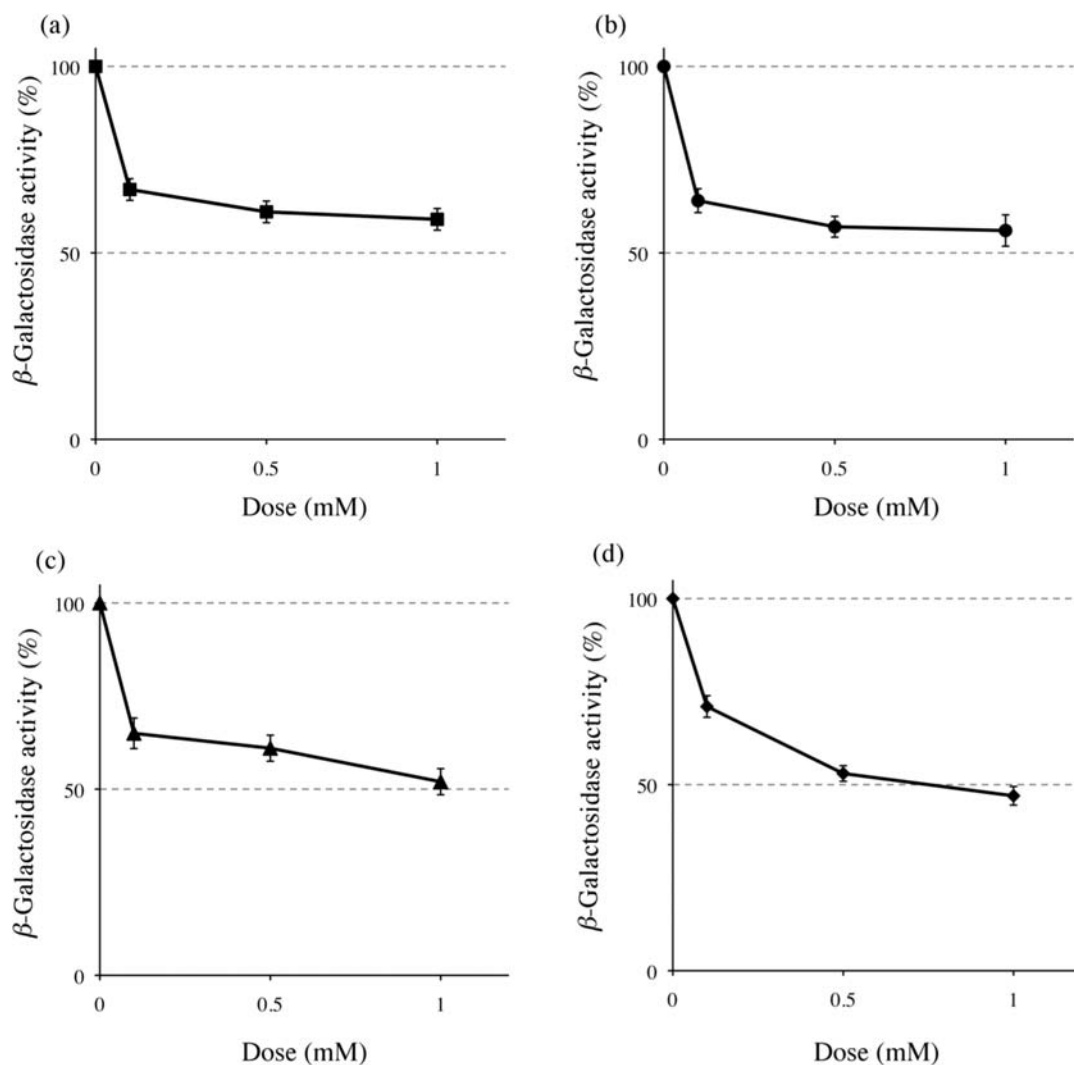 (a)
β-Galactosidase activity (%)
100
50
0
0 0.5 1
Dose (mM)
(b)
β-Galactosidase activity (%)
100
50
0
0 0.5 1
Dose (mM)
(c)
β-Galactosidase activity (%)
100
50
0
0 0.5 1
Dose (mM)
(d)
β-Galactosidase activity (%)
100
50
0
0 0.5 1
Dose (mM)